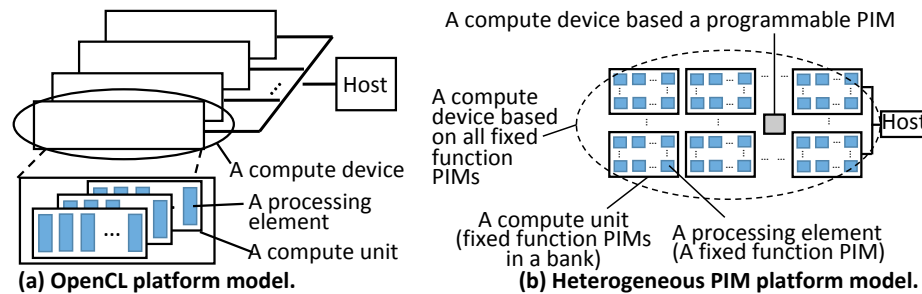 Host
...
A compute device
A processing
element
A compute unit
...
(a) OpenCL platform model.
A compute device based a programmable PIM
A compute
device based
on all fixed
function
PIMs
Host
A compute unit
(fixed function PIMs
in a bank)
A processing element
(A fixed function PIM)
(b) Heterogeneous PIM platform model.